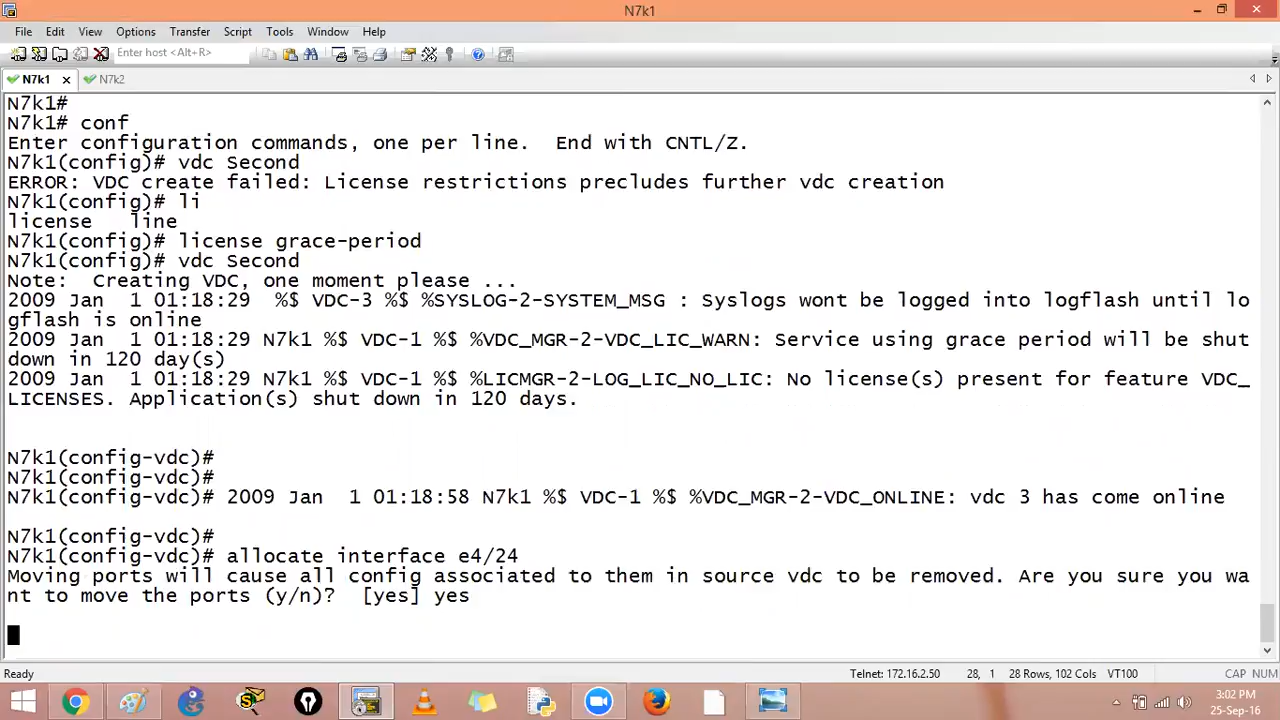 N7k1
File Edit View Options Transfer Script Tools Window Help
Enter host <Alt+R>
N7k1 N7k2
N7k1#
N7k1# conf
Enter configuration commands, one per line.  End with CNTL/Z.
N7k1(config)# vdc Second
ERROR: VDC create failed: License restrictions precludes further vdc creation
N7k1(config)# li
license   line
N7k1(config)# license grace-period
N7k1(config)# vdc Second
Note:  Creating VDC, one moment please ...
2009 Jan  1 01:18:29  %$ VDC-3 %$ %SYSLOG-2-SYSTEM_MSG : Syslogs wont be logged into logflash until lo
gflash is online
2009 Jan  1 01:18:29 N7k1 %$ VDC-1 %$ %VDC_MGR-2-VDC_LIC_WARN: Service using grace period will be shut
down in 120 day(s)
2009 Jan  1 01:18:29 N7k1 %$ VDC-1 %$ %LICMGR-2-LOG_LIC_NO_LIC: No license(s) present for feature VDC_
LICENSES. Application(s) shut down in 120 days.
N7k1(config-vdc)#
N7k1(config-vdc)#
N7k1(config-vdc)# 2009 Jan  1 01:18:58 N7k1 %$ VDC-1 %$ %VDC_MGR-2-VDC_ONLINE: vdc 3 has come online
N7k1(config-vdc)#
N7k1(config-vdc)# allocate interface e4/24
Moving ports will cause all config associated to them in source vdc to be removed. Are you sure you wa
nt to move the ports (y/n)?  [yes] yes
Ready Telnet: 172.16.2.50 28, 1 28 Rows, 102 Cols VT100 CAP NUM
3:02 PM
25-Sep-16